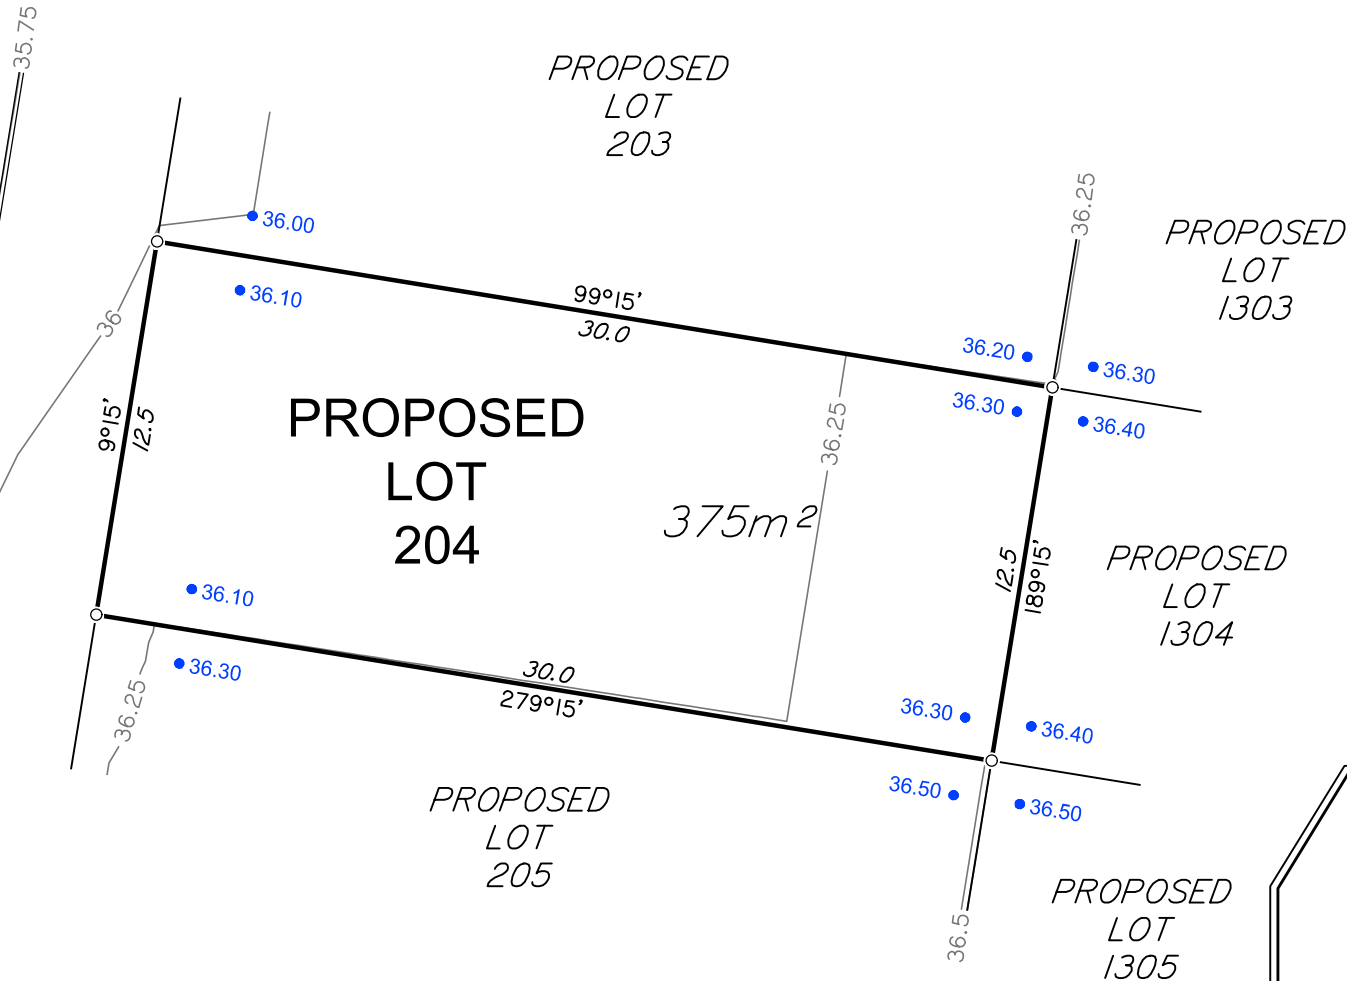 35.75
PROPOSED
LOT
203
36.25
PROPOSED
LOT
1303
36.00
36.10
99°15'
30.0
36
36.20
36.30
36.30
36.40
9°15'
12.5
PROPOSED
LOT
204
36.25
375m²
12.5
189°15'
PROPOSED
LOT
1304
36.10
36.30
36.25
30.0
279°15'
36.30
36.40
36.50
36.50
PROPOSED
LOT
205
36.5
PROPOSED
LOT
1305